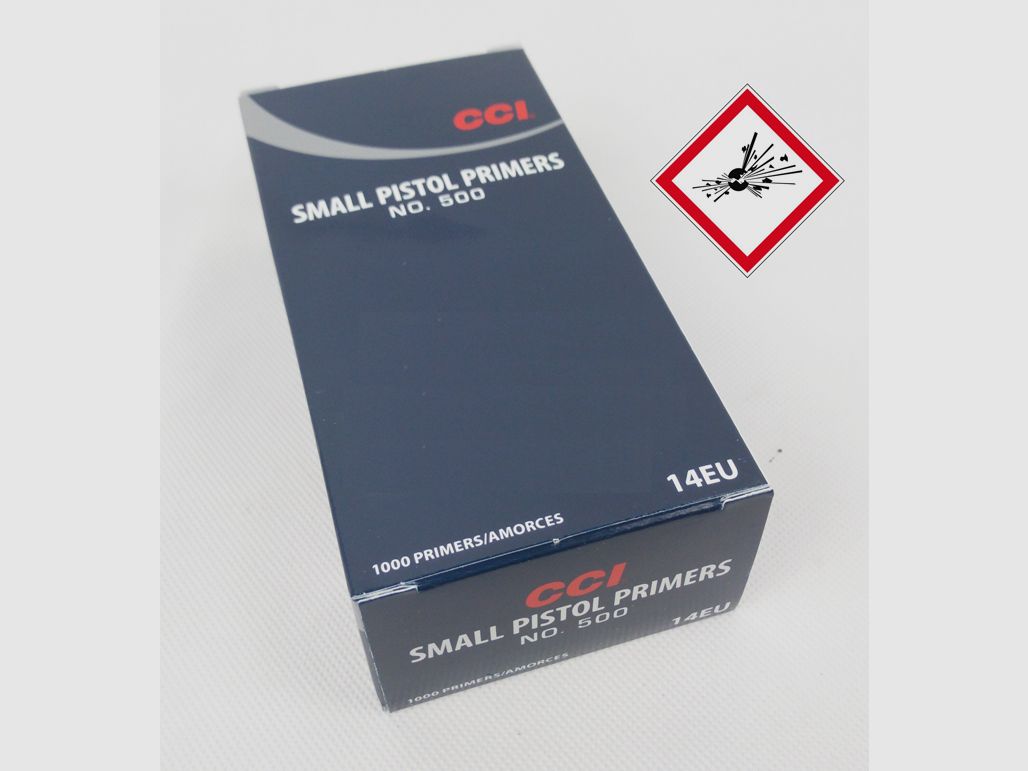 CCI
SMALL PISTOL PRIMERS
NO. 500
14EU
1000 PRIMERS/AMORCES
CCI
SMALL PISTOL PRIMERS
NO. 500
14EU
1000 PRIMERS/AMORCES